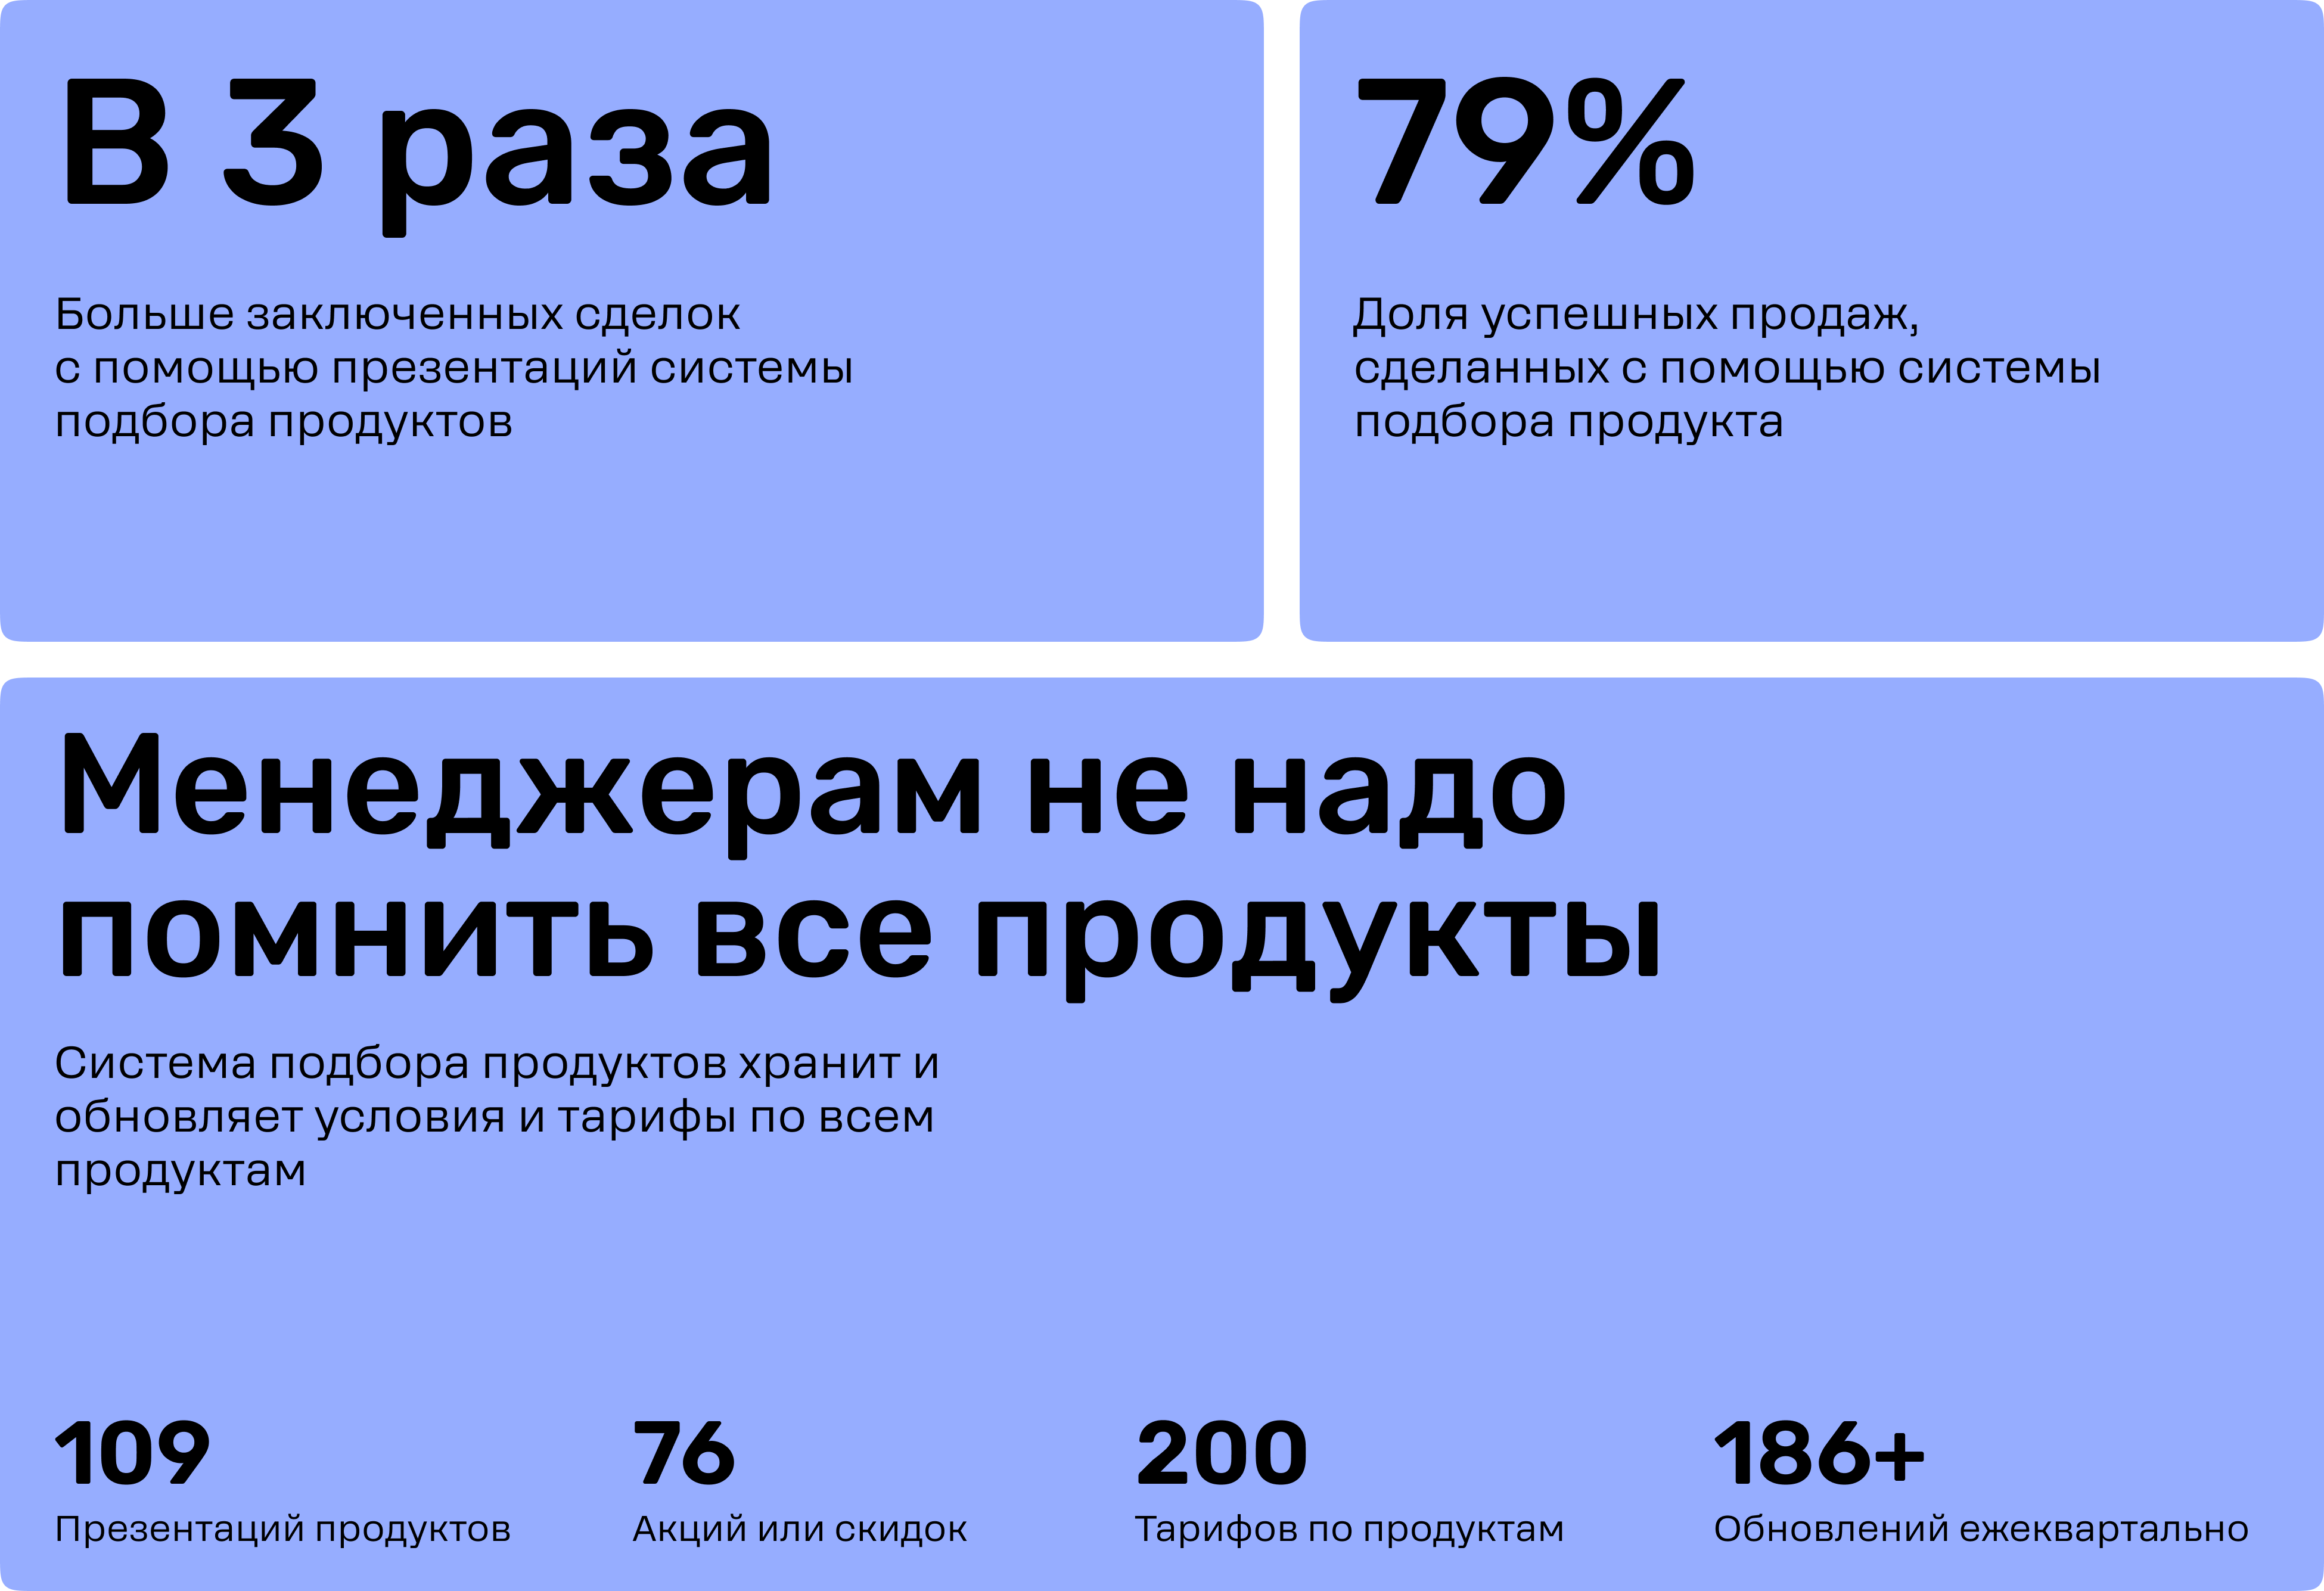 В 3 раза
Больше заключенных сделок
с помощью презентаций системы
подбора продуктов
79%
Доля успешных продаж,
сделанных с помощью системы
подбора продукта
Менеджерам не надо
помнить все продукты
Система подбора продуктов хранит и
обновляет условия и тарифы по всем
продуктам
109
Презентаций продуктов
76
Акций или скидок
200
Тарифов по продуктам
186+
Обновлений ежеквартально